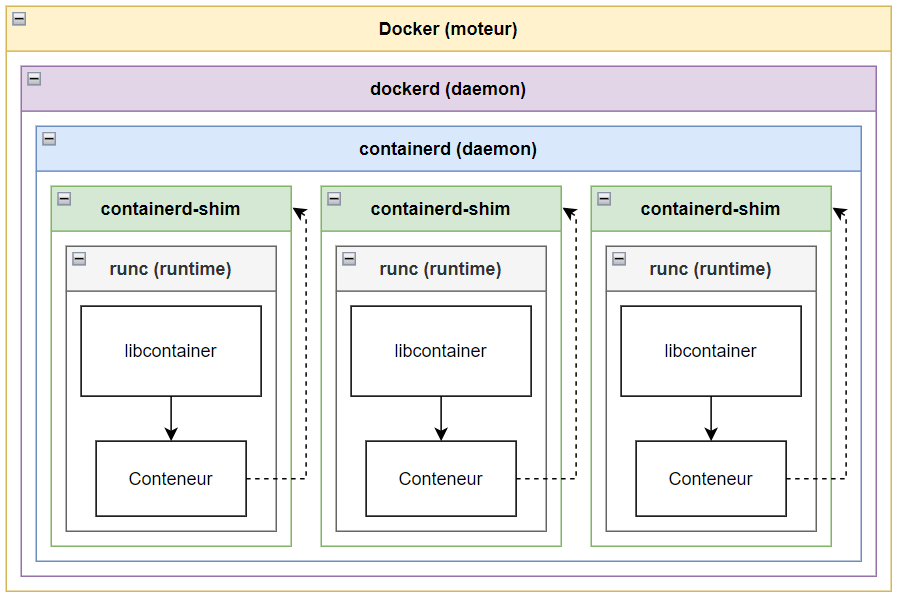 Docker (moteur)
dockerd (daemon)
containerd (daemon)
containerd-shim
containerd-shim
containerd-shim
runc (runtime)
runc (runtime)
runc (runtime)
libcontainer
libcontainer
libcontainer
Conteneur
Conteneur
Conteneur